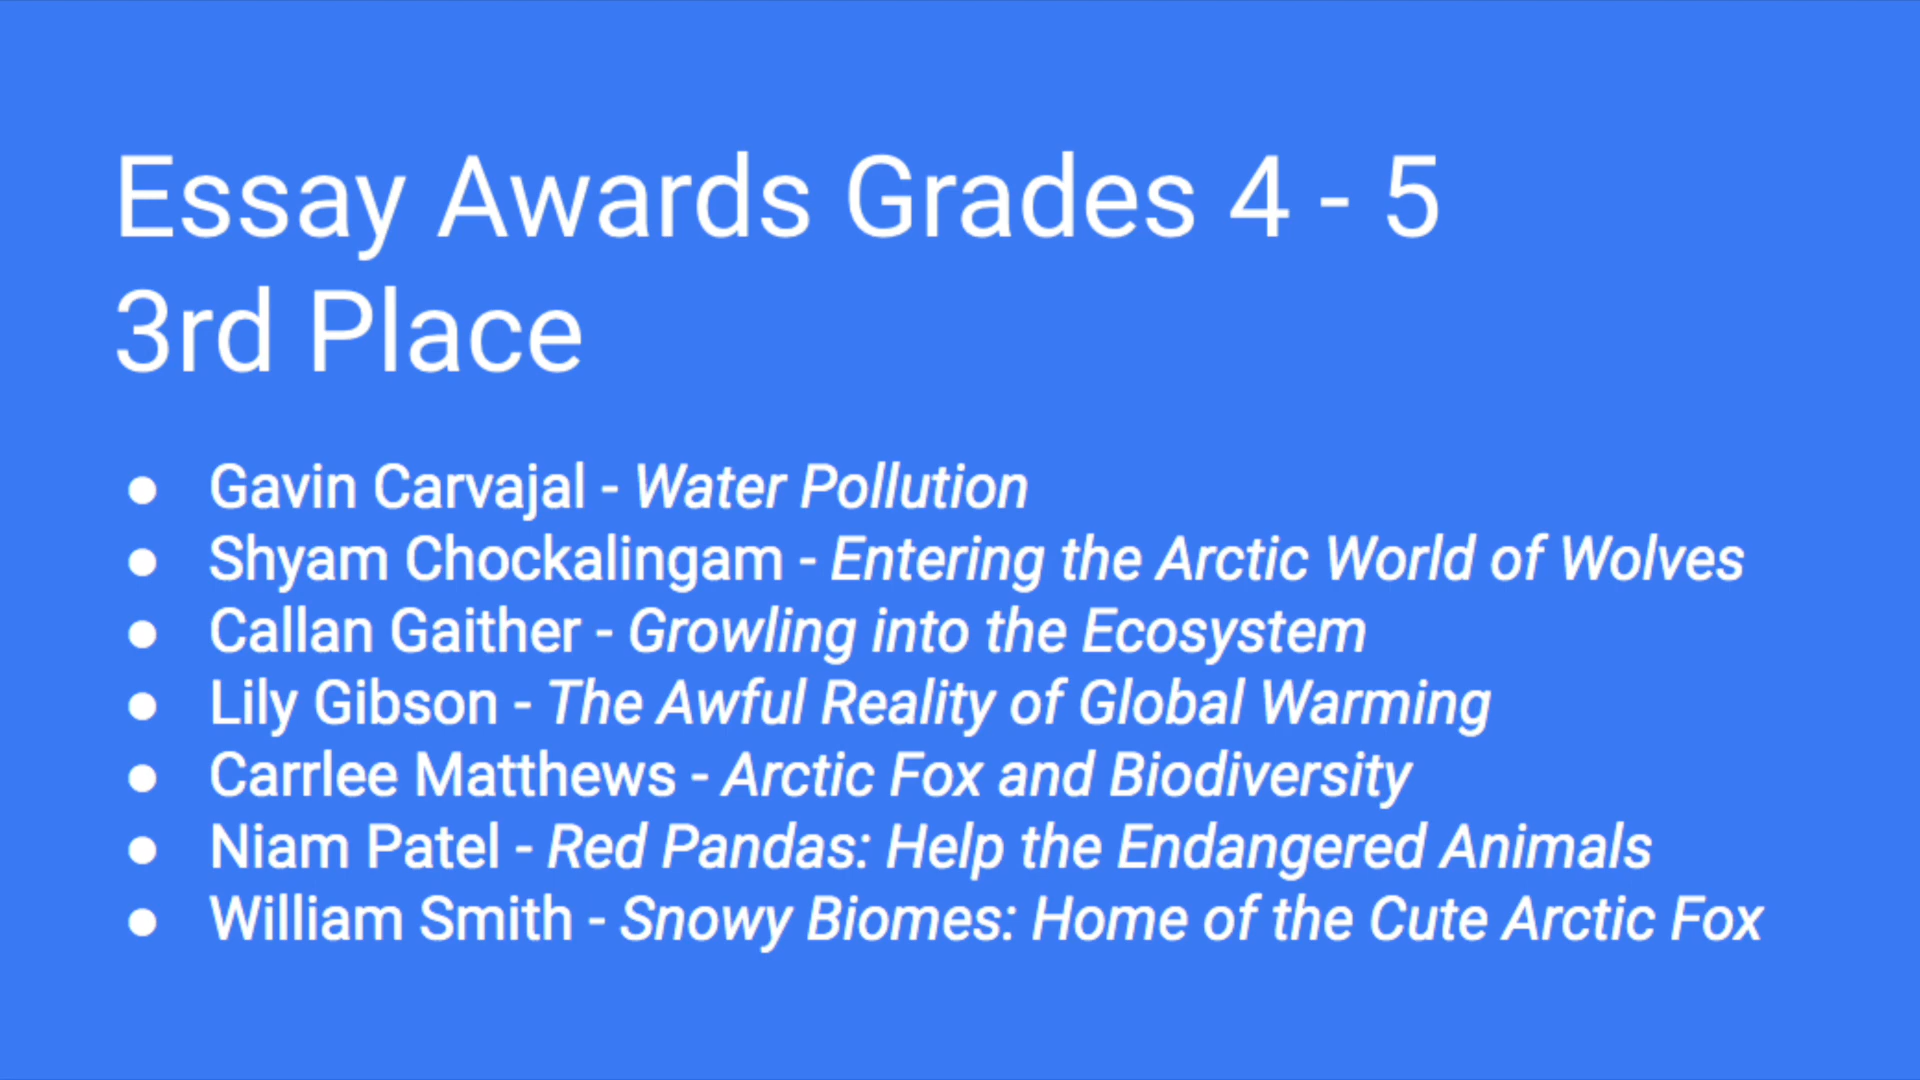 Essay Awards Grades 4 - 5
3rd Place
● Gavin Carvajal - Water Pollution
● Shyam Chockalingam - Entering the Arctic World of Wolves
● Callan Gaither - Growling into the Ecosystem
● Lily Gibson - The Awful Reality of Global Warming
● Carrlee Matthews - Arctic Fox and Biodiversity
● Niam Patel - Red Pandas: Help the Endangered Animals
● William Smith - Snowy Biomes: Home of the Cute Arctic Fox